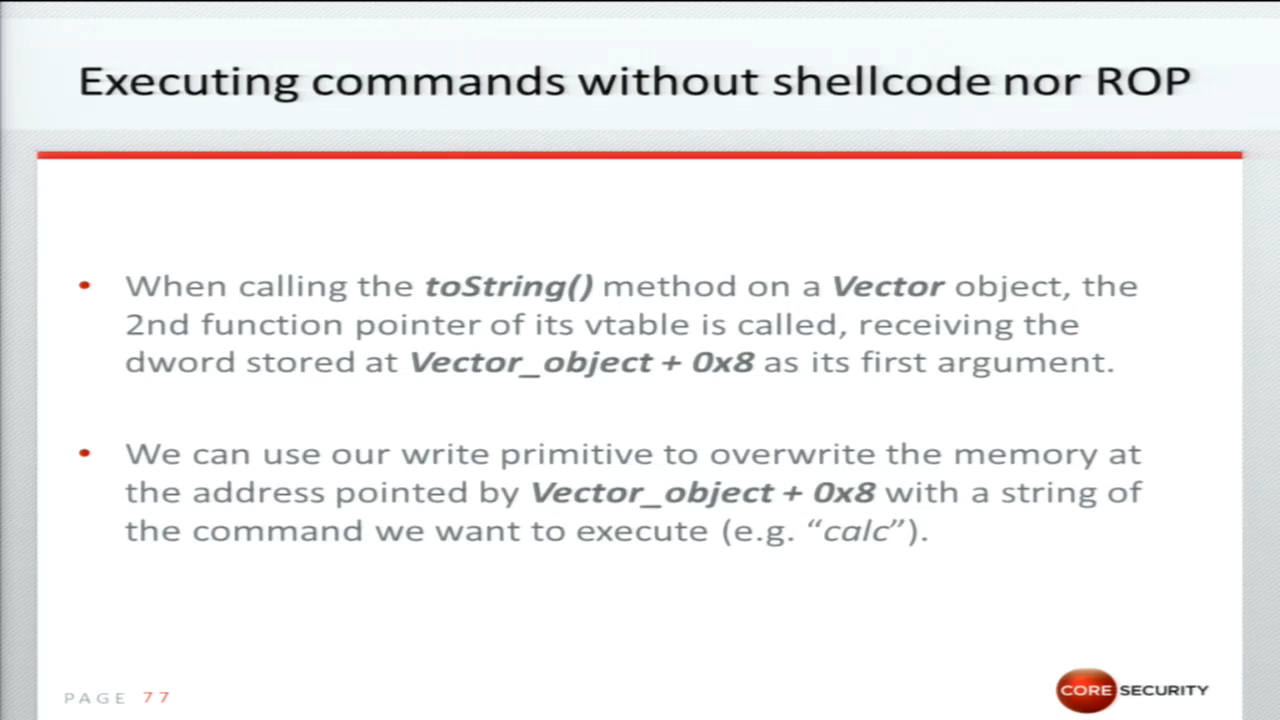 Executing commands without shellcode nor ROP
• When calling the toString() method on a Vector object, the
2nd function pointer of its vtable is called, receiving the
dword stored at Vector_object + 0x8 as its first argument.
• We can use our write primitive to overwrite the memory at
the address pointed by Vector_object + 0x8 with a string of
the command we want to execute (e.g. “calc”).
PAGE 77
CORE SECURITY